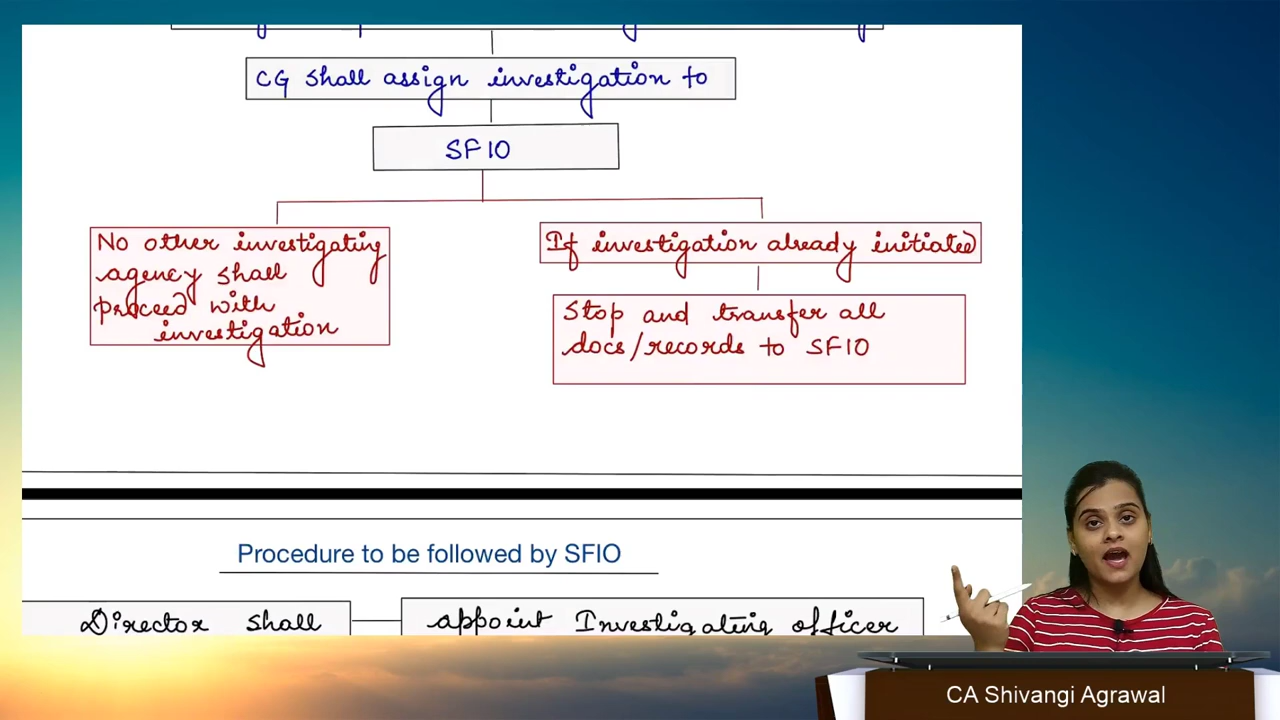 CG shall assign investigation to
SFIO
No other investigating
agency shall
proceed with
investigation
If investigation already initiated
Stop and transfer all
docs/records to SFIO
Procedure to be followed by SFIO
Director shall
appoint Investigating officer
CA Shivangi Agrawal